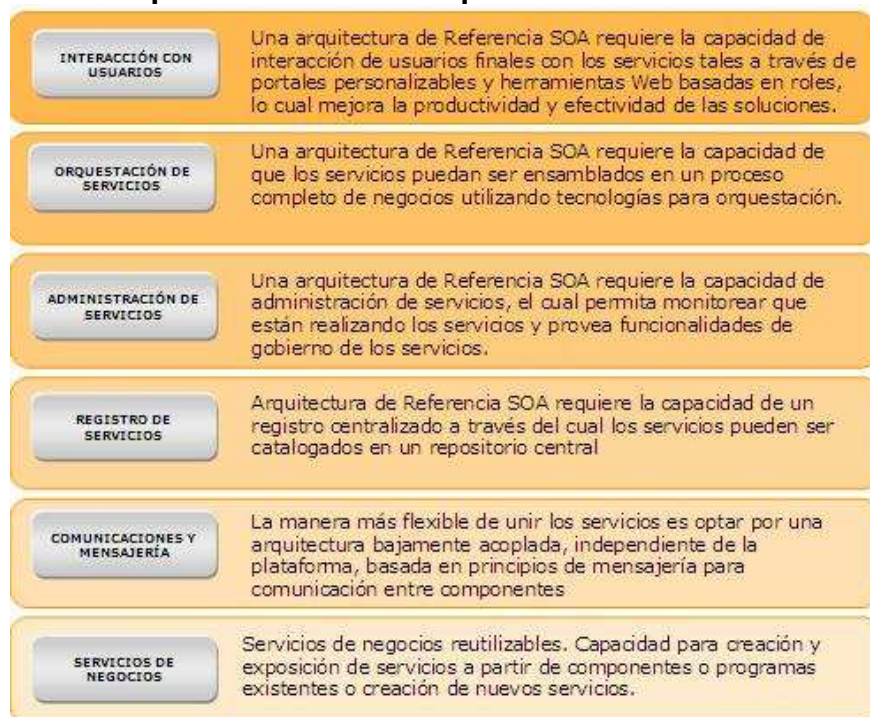 INTERACCIÓN CON
USUARIOS
Una arquitectura de Referencia SOA requiere la capacidad de
interacción de usuarios finales con los servicios tales a través de
portales personalizables y herramientas Web basadas en roles,
lo cual mejora la productividad y efectividad de las soluciones.
ORQUESTACIÓN DE
SERVICIOS
Una arquitectura de Referencia SOA requiere la capacidad de
que los servicios puedan ser ensamblados en un proceso
completo de negocios utilizando tecnologías para orquestación.
ADMINISTRACIÓN DE
SERVICIOS
Una arquitectura de Referencia SOA requiere la capacidad de
administración de servicios, el cual permita monitorear que
están realizando los servicios y provea funcionalidades de
gobierno de los servicios.
REGISTRO DE
SERVICIOS
Arquitectura de Referencia SOA requiere la capacidad de un
registro centralizado a través del cual los servicios pueden ser
catalogados en un repositorio central
COMUNICACIONES Y
MENSAJERÍA
La manera más flexible de unir los servicios es optar por una
arquitectura bajamente acoplada, independiente de la
plataforma, basada en principios de mensajería para
comunicación entre componentes
SERVICIOS DE
NEGOCIOS
Servicios de negocios reutilizables. Capacidad para creación y
exposición de servicios a partir de componentes o programas
existentes o creación de nuevos servicios.